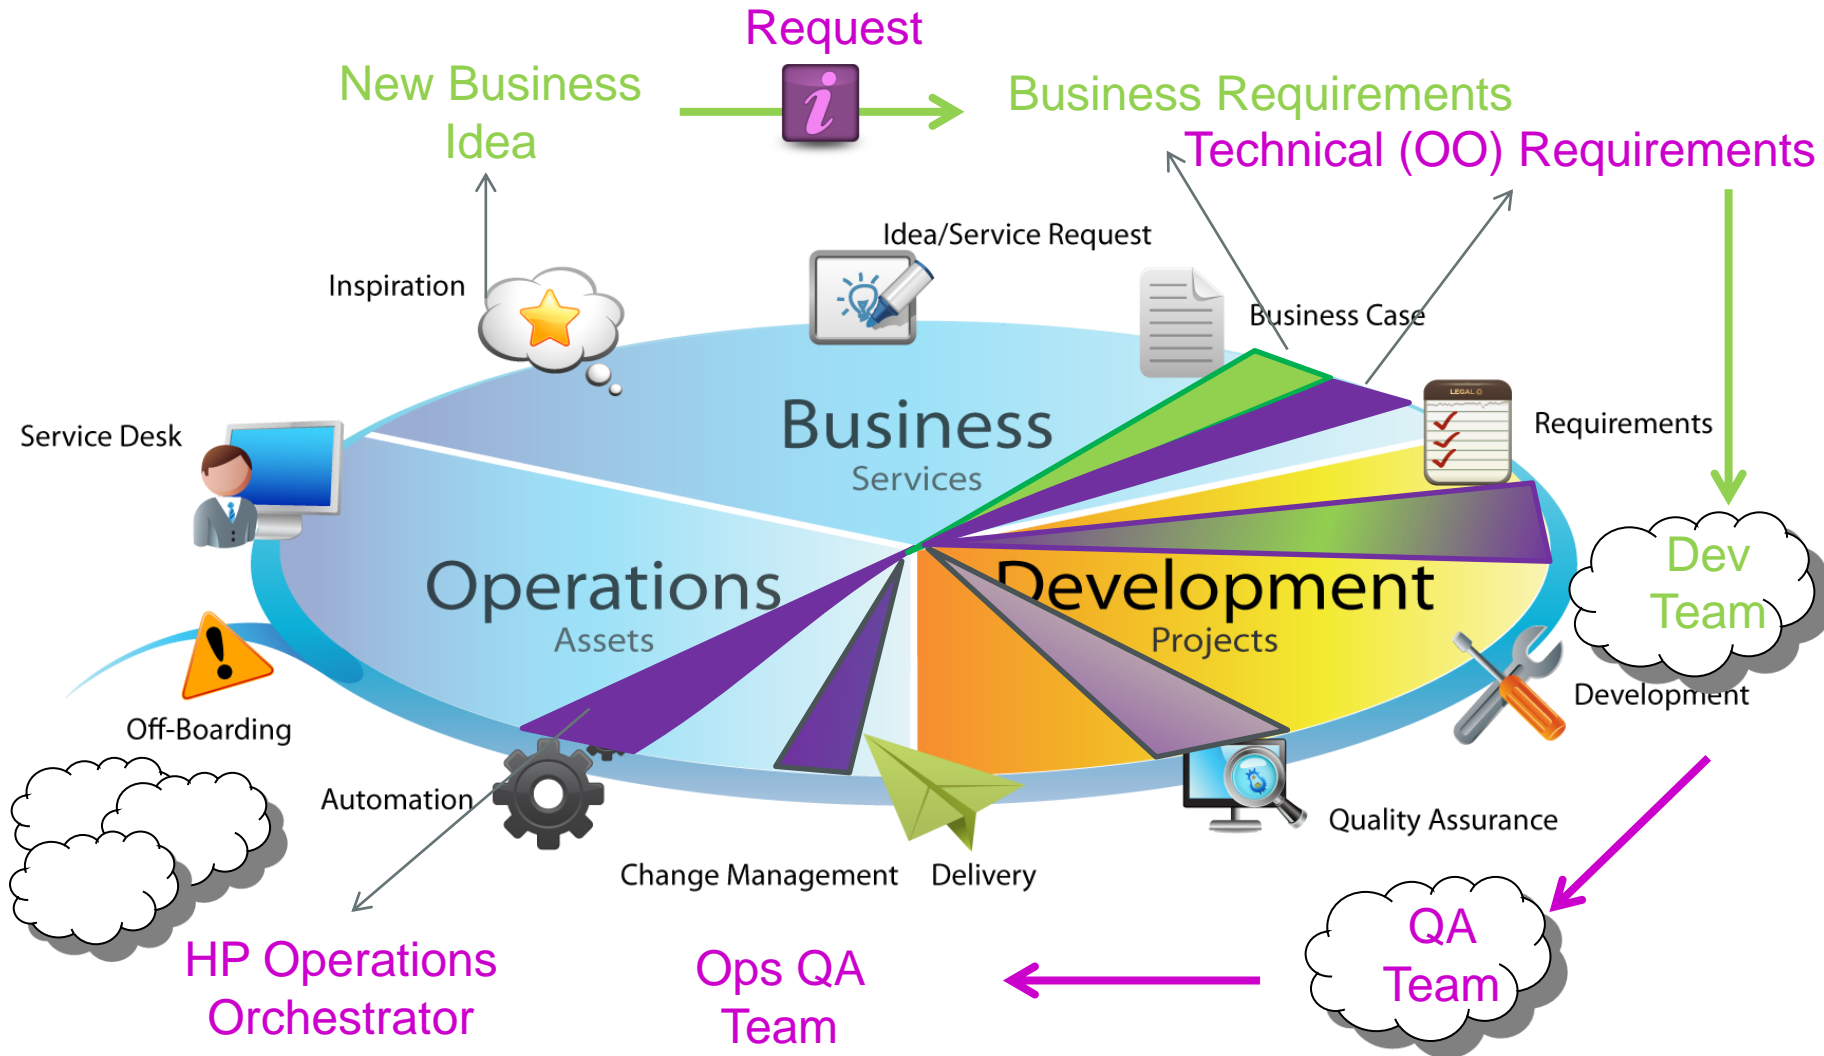 Request
New Business
Idea
i
Business Requirements
Technical (OO) Requirements
Idea/Service Request
Inspiration
Business Case
LEGAL
Requirements
Service Desk
Business
Services
Operations
Assets
Development
Projects
Dev
Team
Development
Off-Boarding
Automation
Quality Assurance
Change Management
Delivery
HP Operations
Orchestrator
Ops QA
Team
QA
Team